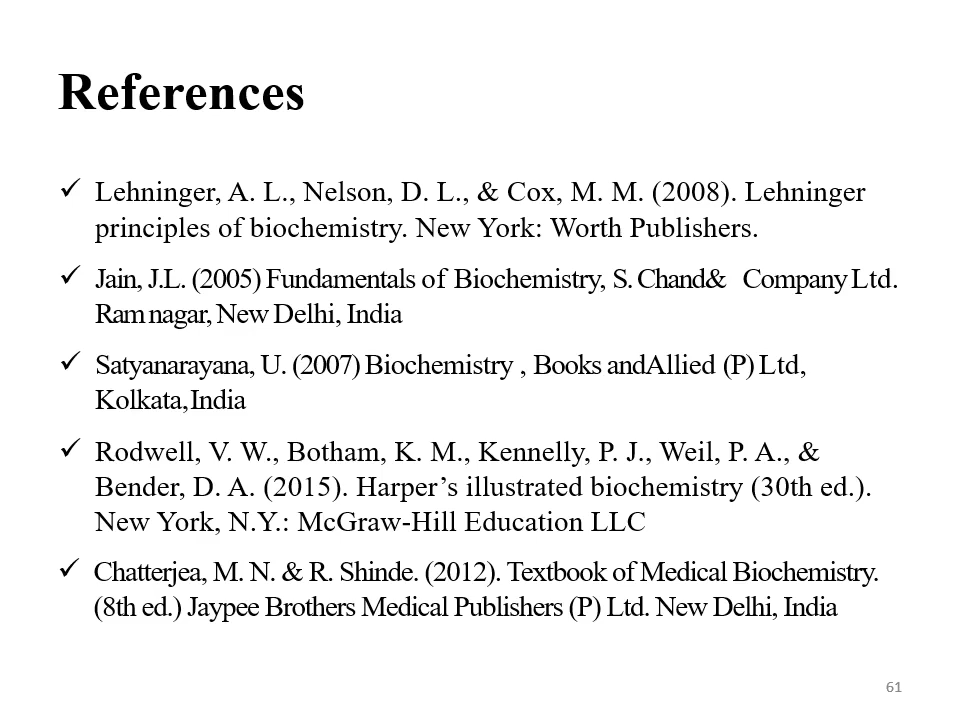 References
✓ Lehninger, A. L., Nelson, D. L., & Cox, M. M. (2008). Lehninger
principles of biochemistry. New York: Worth Publishers.
✓ Jain, J.L. (2005) Fundamentals of Biochemistry, S. Chand& Company Ltd.
Ram nagar, New Delhi, India
✓ Satyanarayana, U. (2007) Biochemistry , Books andAllied (P) Ltd,
Kolkata,India
✓ Rodwell, V. W., Botham, K. M., Kennelly, P. J., Weil, P. A., &
Bender, D. A. (2015). Harper’s illustrated biochemistry (30th ed.).
New York, N.Y.: McGraw-Hill Education LLC
✓ Chatterjea, M. N. & R. Shinde. (2012). Textbook of Medical Biochemistry.
(8th ed.) Jaypee Brothers Medical Publishers (P) Ltd. New Delhi, India
61